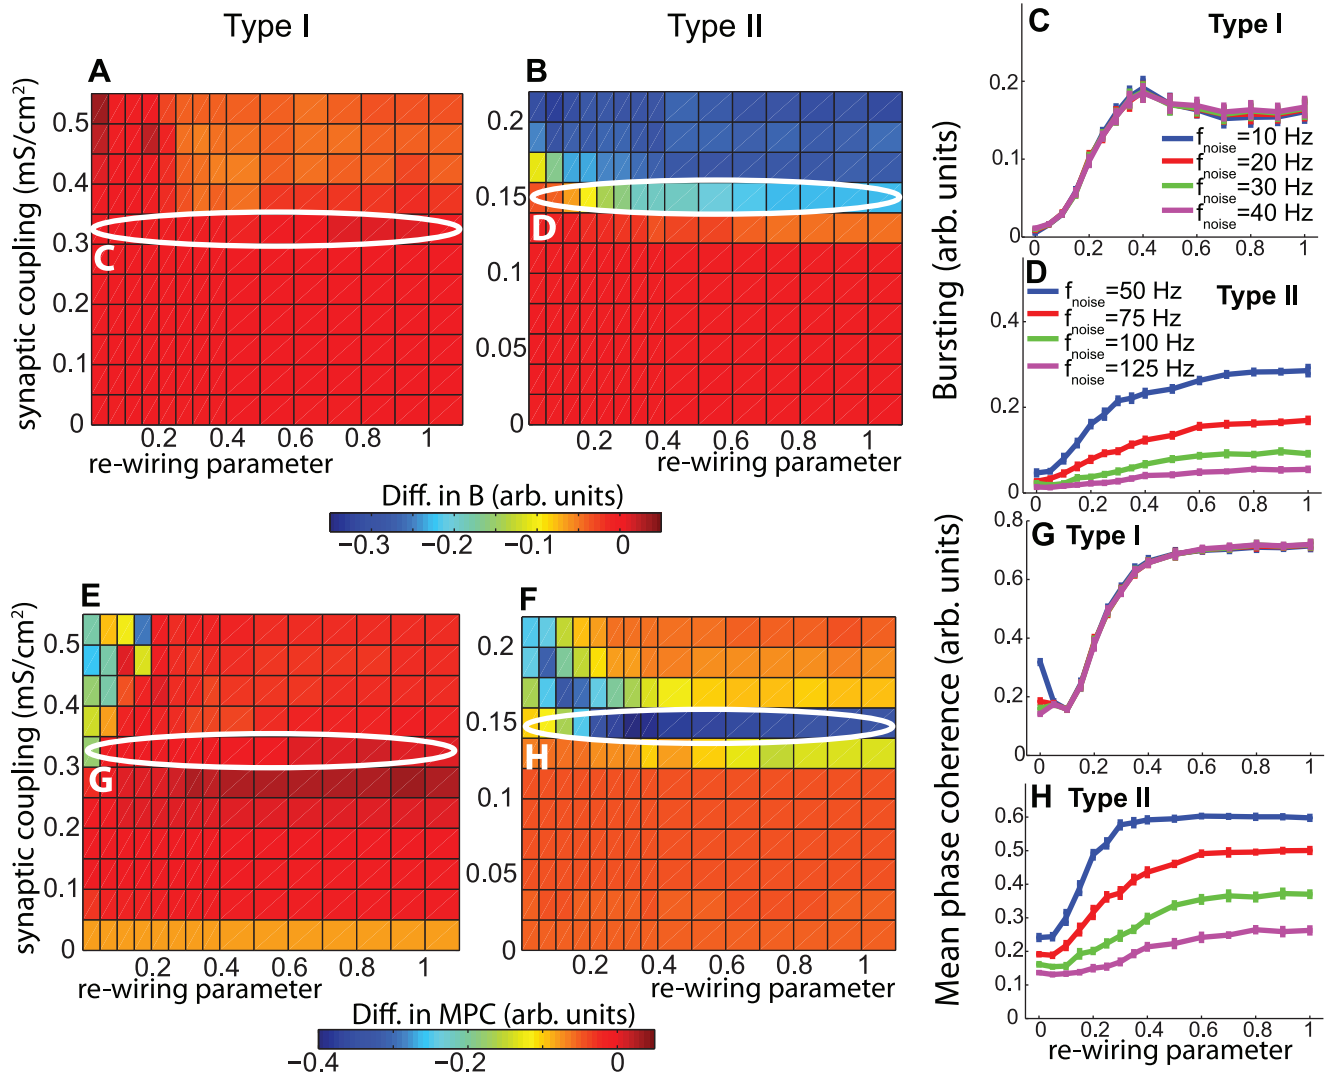 Type I
Type II
A
synaptic coupling (mS/cm²)
0.5
0.4
0.3
0.2
0.1
0
C
0.2 0.4 0.6 0.8 1
re-wiring parameter
B
0.2
0.15
0.1
0.05
0
D
0.2 0.4 0.6 0.8 1
re-wiring parameter
Diff. in B (arb. units)
−0.3 −0.2 −0.1 0
C
Type I
Bursting (arb. units)
0.2
0.1
0
f noise =10 Hz
f noise =20 Hz
f noise =30 Hz
f noise =40 Hz
0 0.2 0.4 0.6 0.8 1
D
Type II
f noise =50 Hz
f noise =75 Hz
f noise =100 Hz
f noise =125 Hz
0.4
0.2
0
0 0.2 0.4 0.6 0.8 1
E
synaptic coupling (mS/cm²)
0.5
0.4
0.3
0.2
0.1
0
G
0.2 0.4 0.6 0.8 1
re-wiring parameter
F
0.2
0.15
0.1
0.05
0
H
0.2 0.4 0.6 0.8 1
re-wiring parameter
Diff. in MPC (arb. units)
−0.4 −0.2 0
G Type I
Mean phase coherence (arb. units)
0.8
0.6
0.4
0.2
0
0 0.2 0.4 0.6 0.8 1
H Type II
0.6
0.5
0.4
0.3
0.2
0.1
0
0 0.2 0.4 0.6 0.8 1
re-wiring parameter